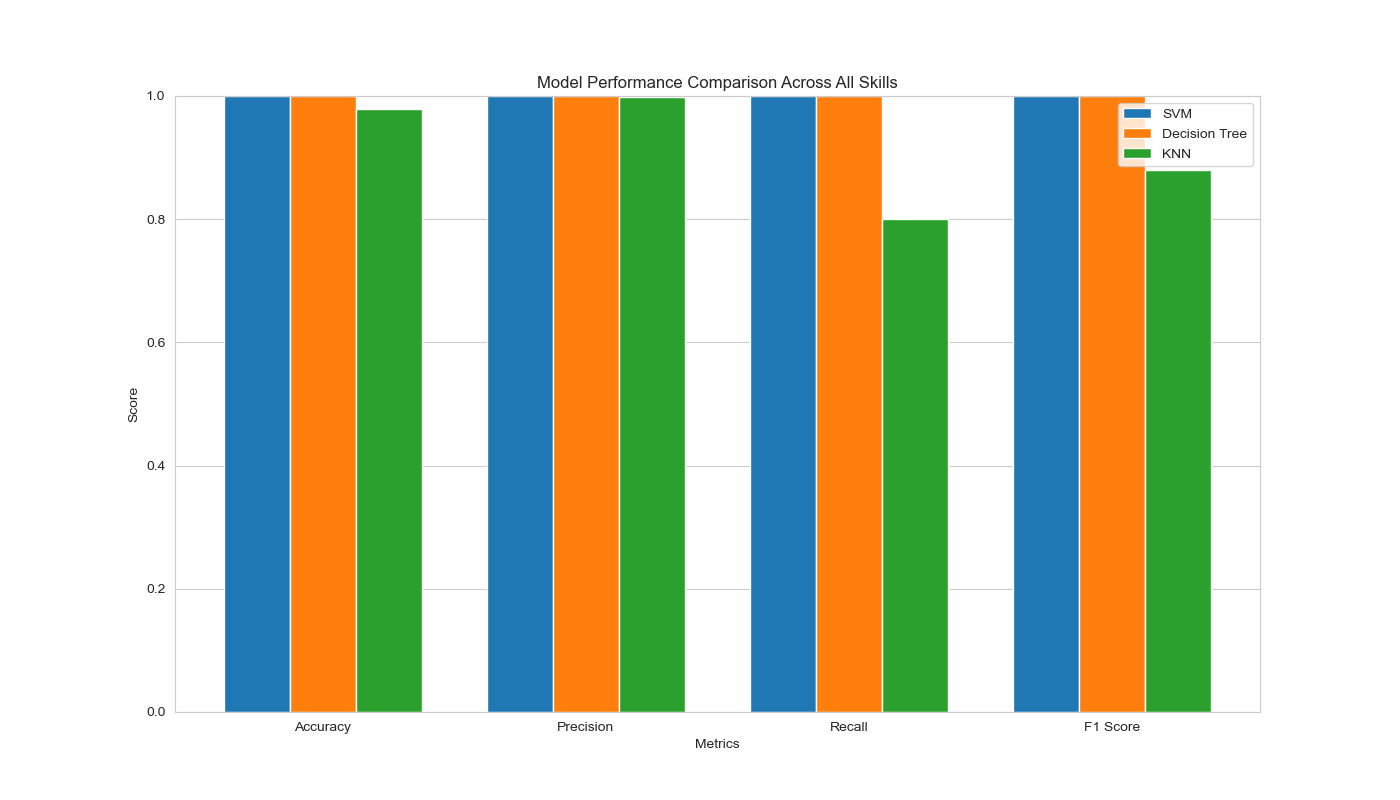 Model Performance Comparison Across All Skills
1.0
0.8
0.6
0.4
0.2
0.0
Score
SVM
Decision Tree
KNN
Accuracy
Precision
Recall
F1 Score
Metrics